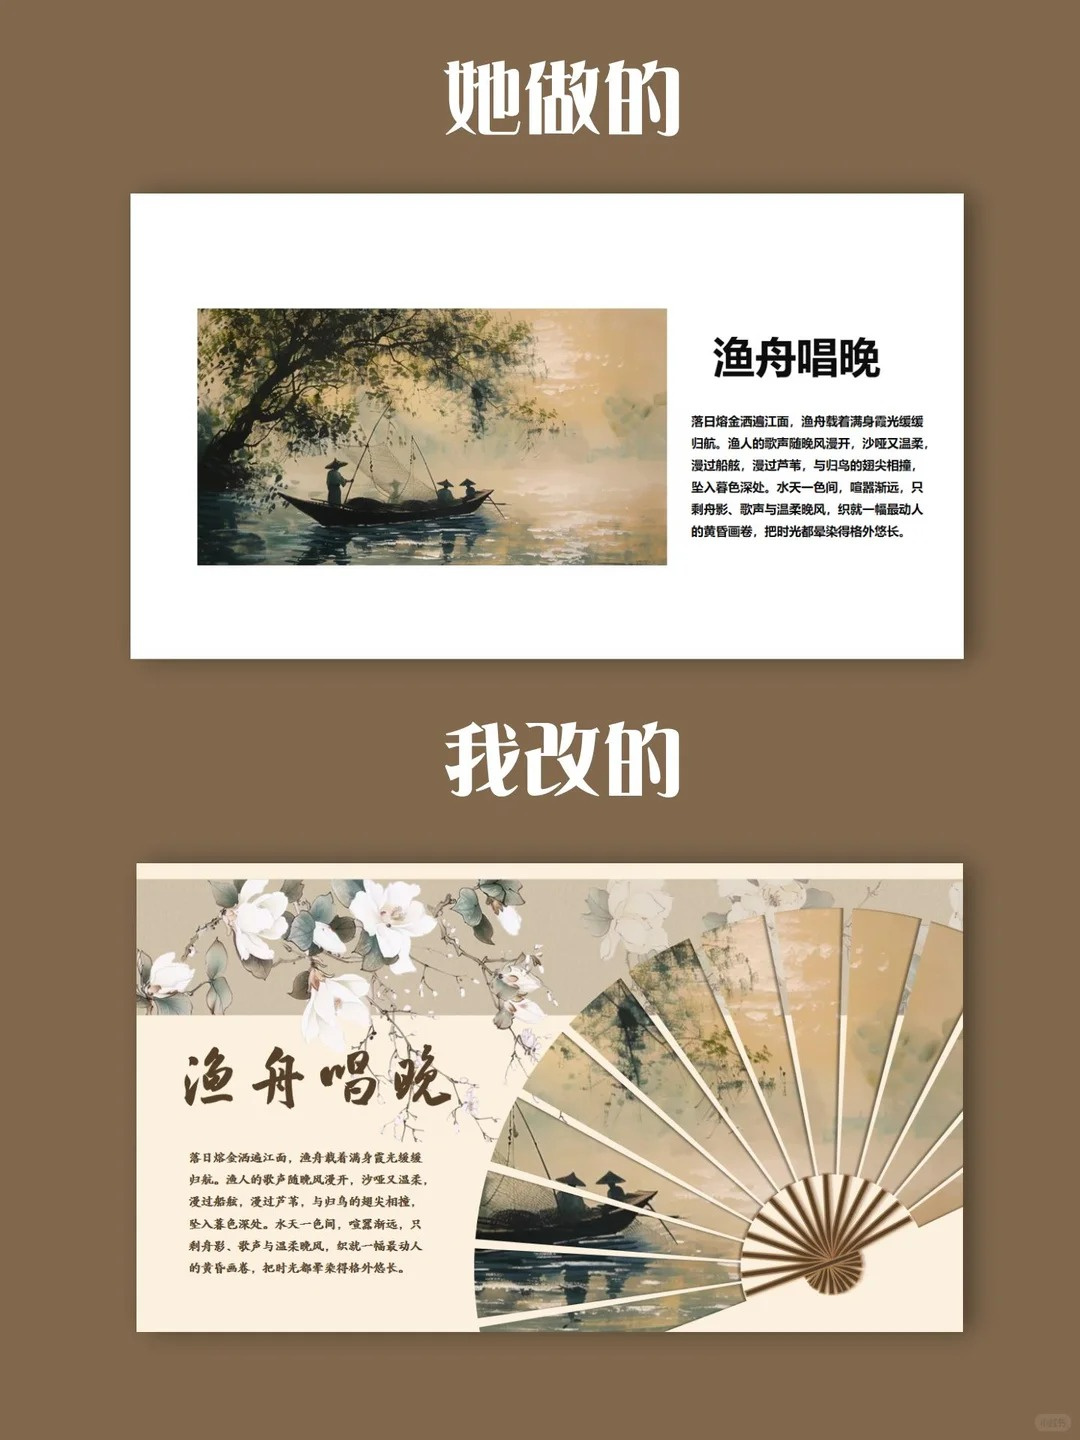 她做的
渔舟唱晚
落日熔金洒遍江面，渔舟载着满身霞光缓缓
归航。渔人的歌声随晚风漫开，沙哑又温柔，
漫过船舷，漫过芦苇，与归鸟的翅尖相撞，
坠入暮色深处。水天一色间，喧嚣渐远，只
剩舟影、歌声与温柔晚风，织就一幅最动人
的黄昏画卷，把时光都晕染得格外悠长。
我改的
渔舟唱晚
落日熔金洒遍江面，渔舟载着满身霞光缓缓
归航。渔人的歌声随晚风漫开，沙哑又温柔，
漫过船舷，漫过芦苇，与归鸟的翅尖相撞，
坠入暮色深处。水天一色间，喧嚣渐远，只
剩舟影、歌声与温柔晚风，织就一幅最动人
的黄昏画卷，把时光都晕染得格外悠长。